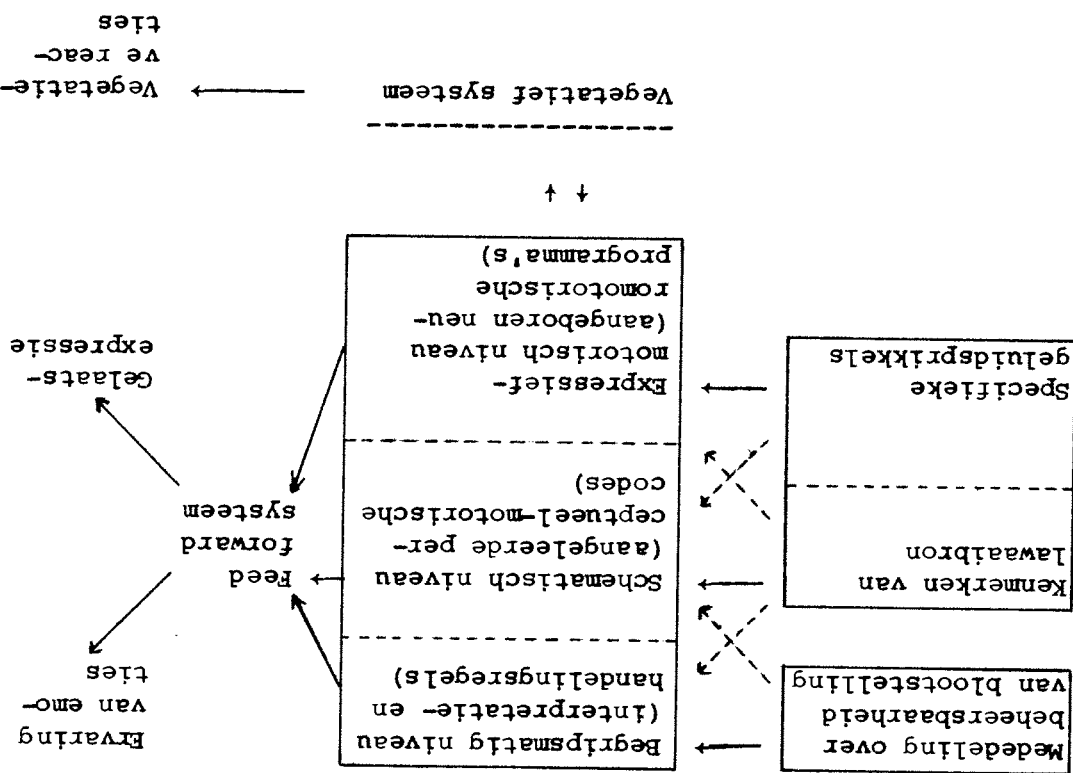 Mededeling over
beheersbaarheid
van blootstelling
Kenmerken van
lawaaibron
Specifieke
geluidsprikkels
Begripsmatig niveau
(interpretatie- en
handelingsregels)
Schematisch niveau
(aangeleerde per-
ceptueel-motorische
codes)
Expressief-
motorisch niveau
(aangeboren neu-
romotorische
programma's)
Vegetatief systeem
Feed
forward
systeem
Ervaring
van emo-
ties
Gelaats-
expressie
Vegetatie-
ve reac-
ties